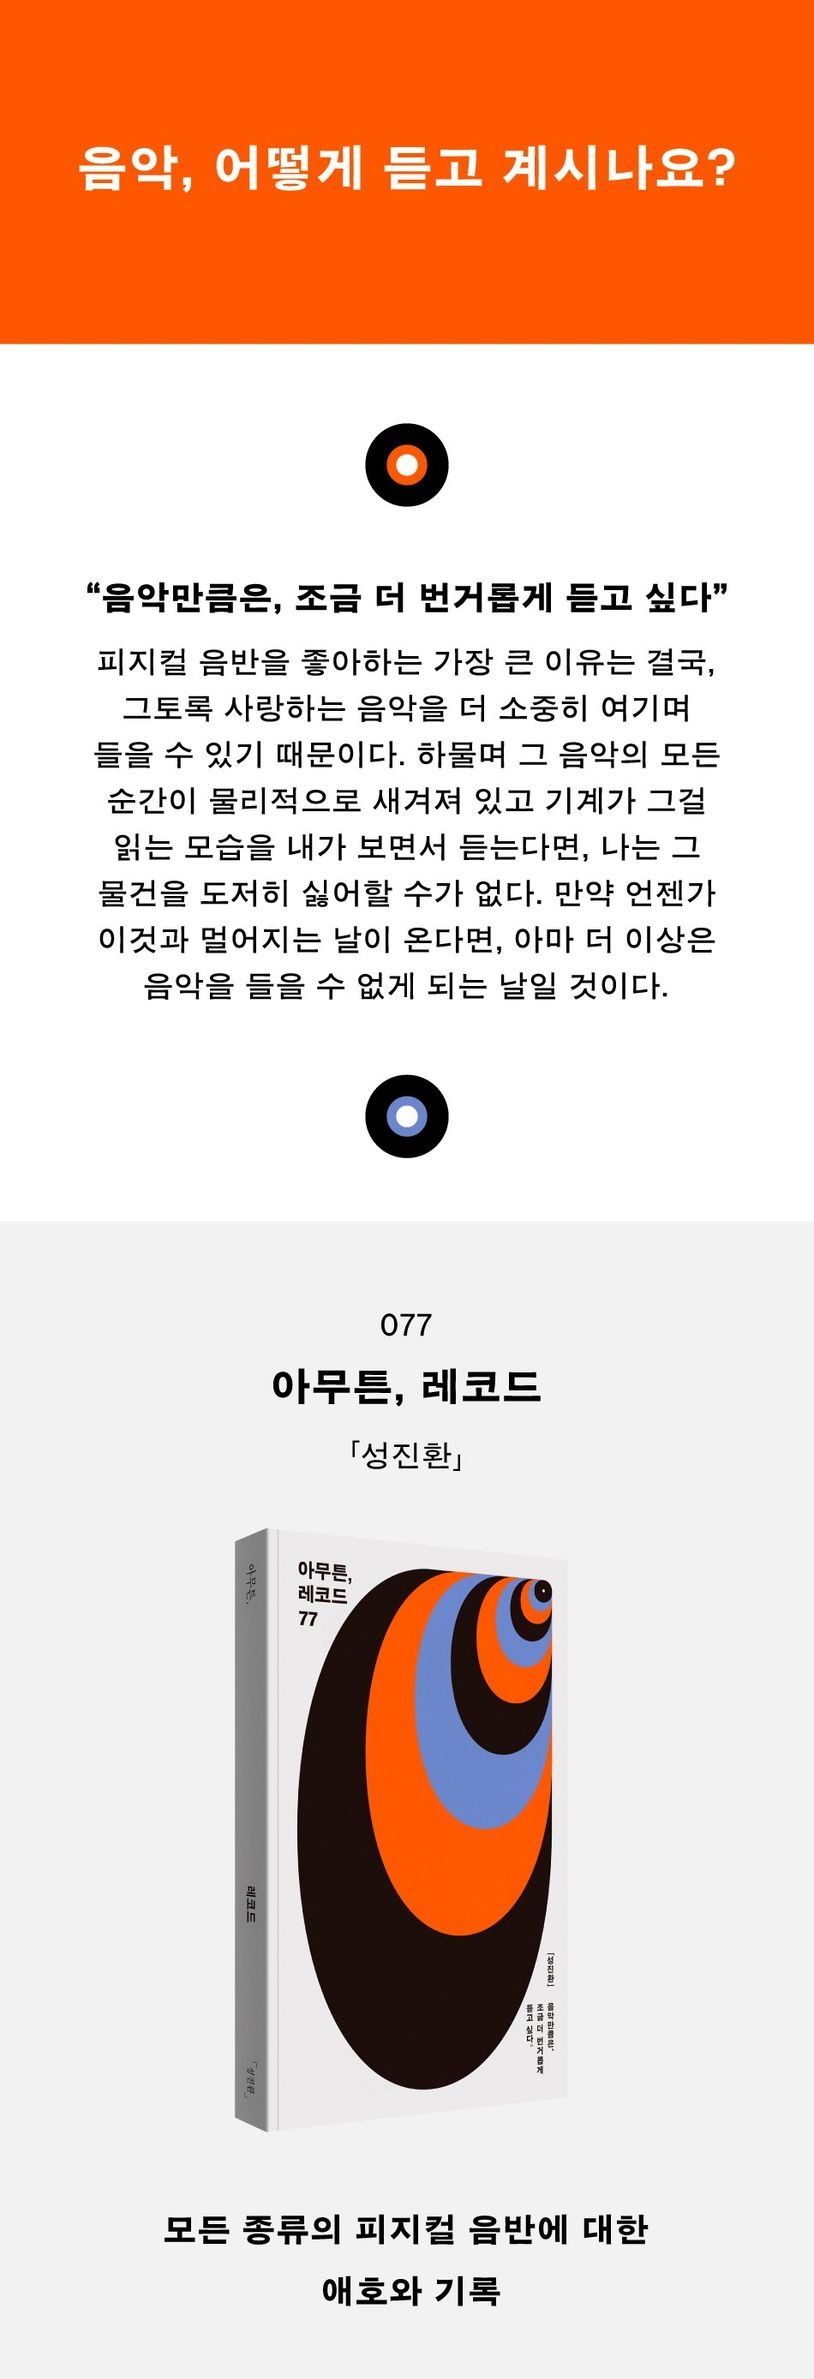 음악, 어떻게 듣고 계시나요?
“음악만큼은, 조금 더 번거롭게 듣고 싶다”
피지컬 음반을 좋아하는 가장 큰 이유는 결국,
그토록 사랑하는 음악을 더 소중히 여기며
들을 수 있기 때문이다. 하물며 그 음악의 모든
순간이 물리적으로 새겨져 있고 기계가 그걸
읽는 모습을 내가 보면서 듣는다면, 나는 그
물건을 도저히 싫어할 수가 없다. 만약 언젠가
이것과 멀어지는 날이 온다면, 아마 더 이상은
음악을 들을 수 없게 되는 날일 것이다.
077
아무튼, 레코드
「성진환」
아무튼,
레코드
77
「성진환」
음악만큼은,
조금 더 번거롭게
듣고 싶다.
아무튼,
레코드
「성진환」
모든 종류의 피지컬 음반에 대한
애호와 기록